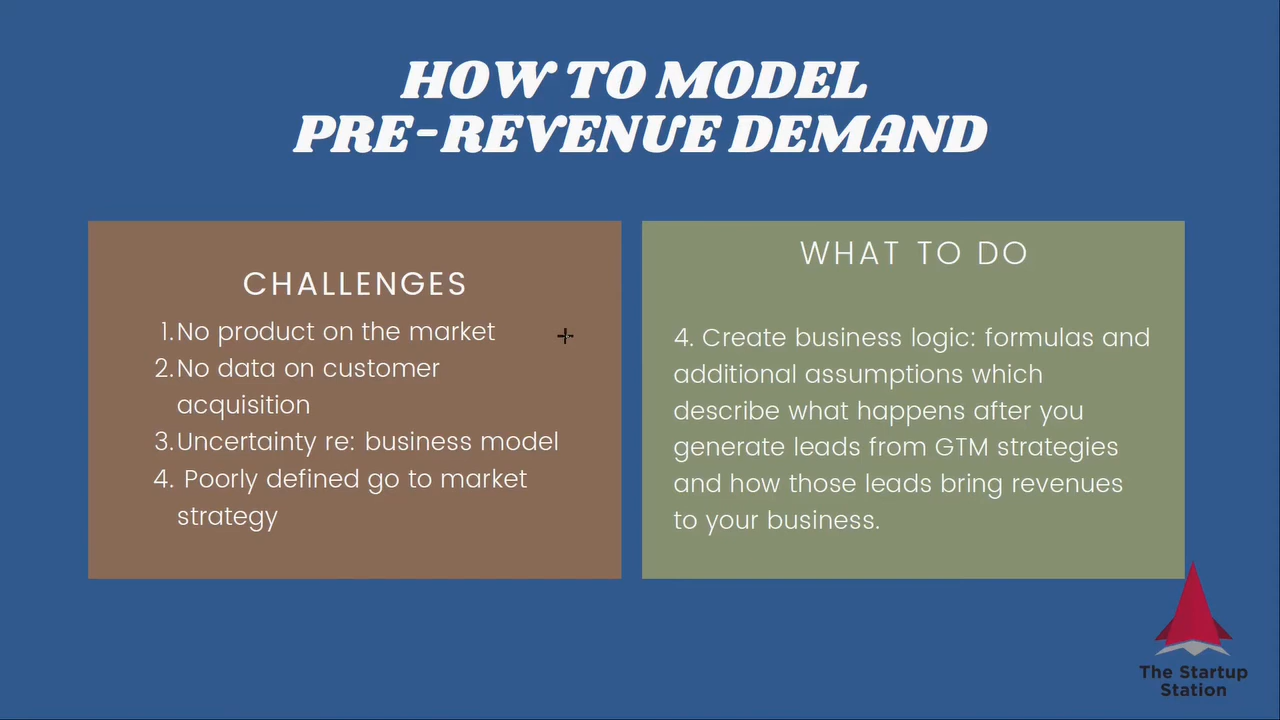 HOW TO MODEL
PRE-REVENUE DEMAND
CHALLENGES
1. No product on the market
2. No data on customer
acquisition
3. Uncertainty re: business model
4. Poorly defined go to market
strategy
WHAT TO DO
4. Create business logic: formulas and
additional assumptions which
describe what happens after you
generate leads from GTM strategies
and how those leads bring revenues
to your business.
The Startup
Station